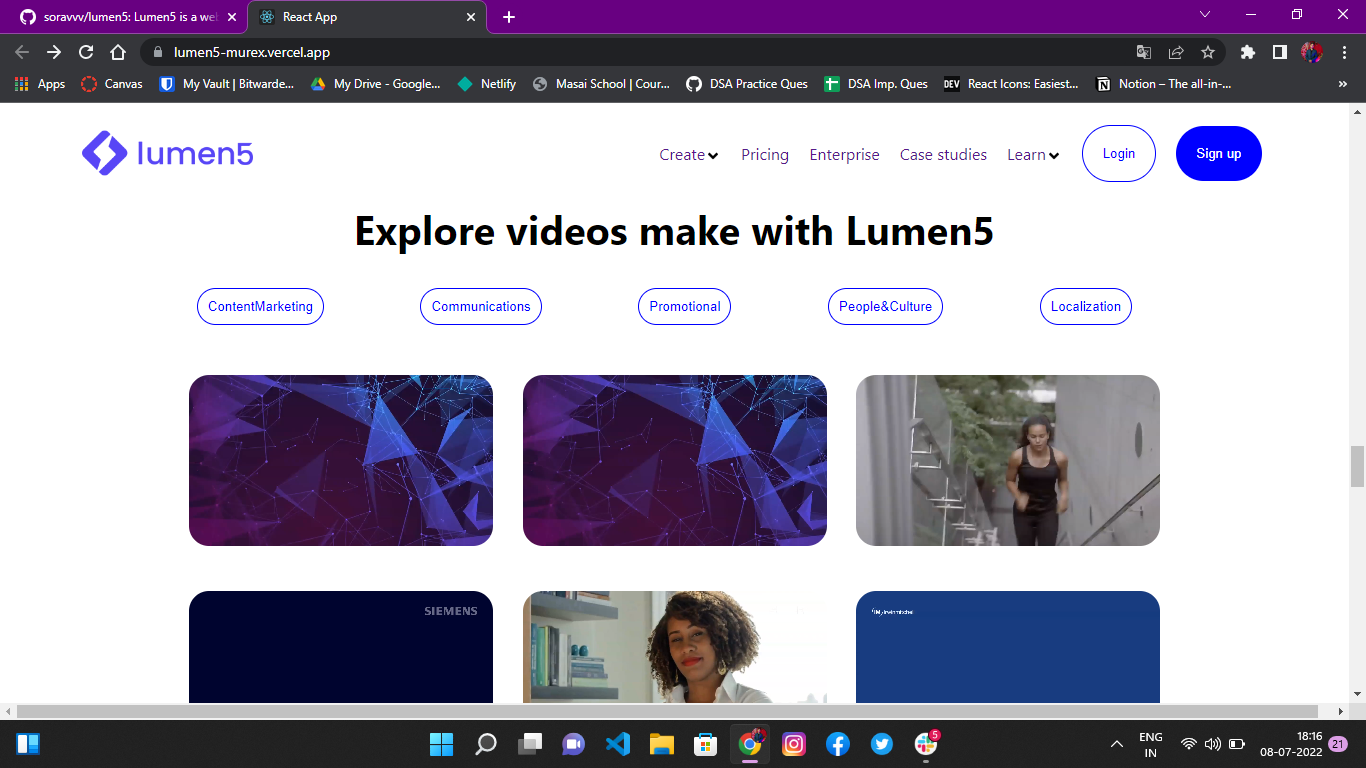 soravvv/lumen5: Lumen5 is a we
React App
lumen5-murex.vercel.app
Apps
Canvas
My Vault | Bitwarde...
My Drive - Google...
Netlify
Masai School | Cour...
DSA Practice Ques
DSA Imp. Ques
DEV
React Icons: Easiest...
Notion – The all-in-...
»
lumen5
Create
Pricing
Enterprise
Case studies
Learn
Login
Sign up
Explore videos make with Lumen5
ContentMarketing
Communications
Promotional
People&Culture
Localization
SIEMENS
5
ENG
IN
18:16
08-07-2022
21